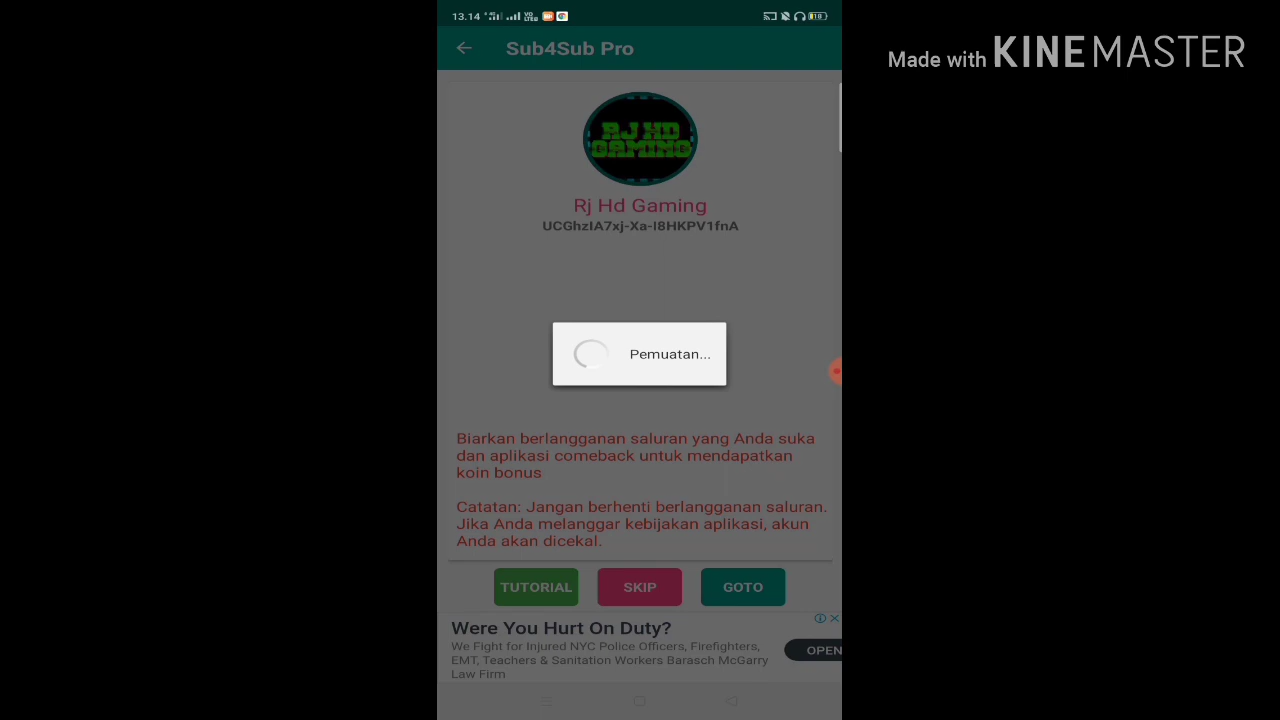 13.14
VO
LTE
Made with KINEMASTER
Sub4Sub Pro
RJ HD
GAMING
Rj Hd Gaming
UCGhzIA7xj-Xa-I8HKPV1fnA
Pemuatan...
Biarkan berlangganan saluran yang Anda suka
dan aplikasi comeback untuk mendapatkan
koin bonus
Catatan: Jangan berhenti berlangganan saluran.
Jika Anda melanggar kebijakan aplikasi, akun
Anda akan dicekal.
TUTORIAL SKIP GOTO
Were You Hurt On Duty?
We Fight for Injured NYC Police Officers, Firefighters,
EMT, Teachers & Sanitation Workers Barasch McGarry
Law Firm
OPEN